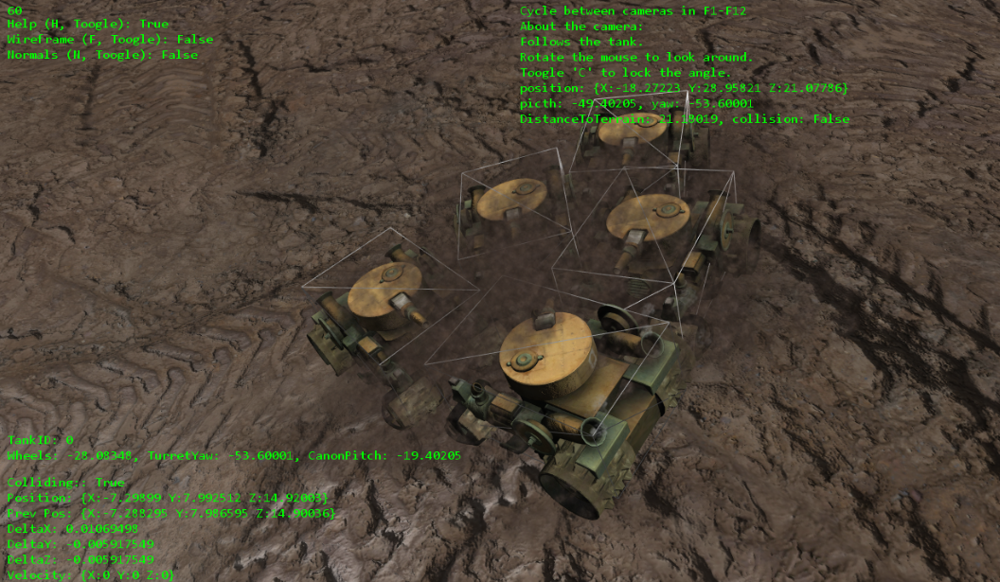 60
Help (H, Toogle): True
Wireframe (F, Toogle): False
Normals (N, Toogle): False
Cycle between cameras in F1-F12
About the camera:
Follows the tank.
Rotate the mouse to look around.
Toogle 'C' to lock the angle.
position: {X:-18.27223 Y:28.95821 Z:21.07786}
picth: -49.40205, yaw: -53.60001
DistanceToTerrain: 21.18019, collision: False
TankID: 0
Wheels: -28.08348, TurretYaw: -53.60001, CanonPitch: -19.40205
Colliding:: True
Position: {X:-7.29899 Y:7.992512 Z:14.92003}
Prev Pos: {X:-7.288295 Y:7.986595 Z:14.90036}
DeltaX: 0.01069498
DeltaY: -0.005917549
DeltaZ: -0.005917549
Velocity: {X:0 Y:0 Z:0}